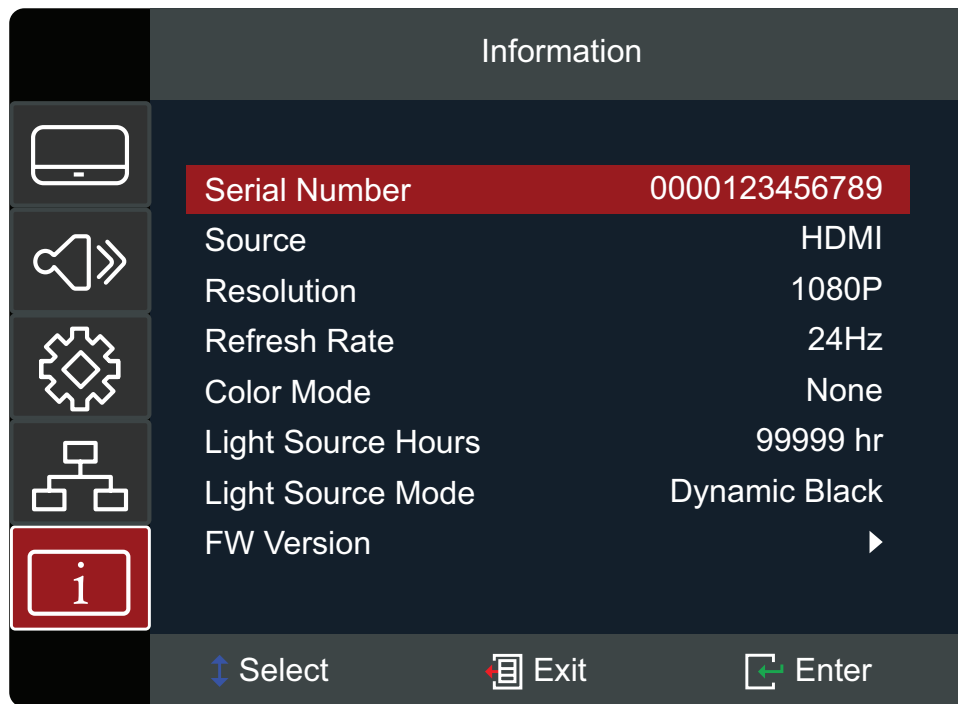 Information
Serial Number 0000123456789
Source HDMI
Resolution 1080P
Refresh Rate 24Hz
Color Mode None
Light Source Hours 99999 hr
Light Source Mode Dynamic Black
FW Version
i
Select Exit Enter